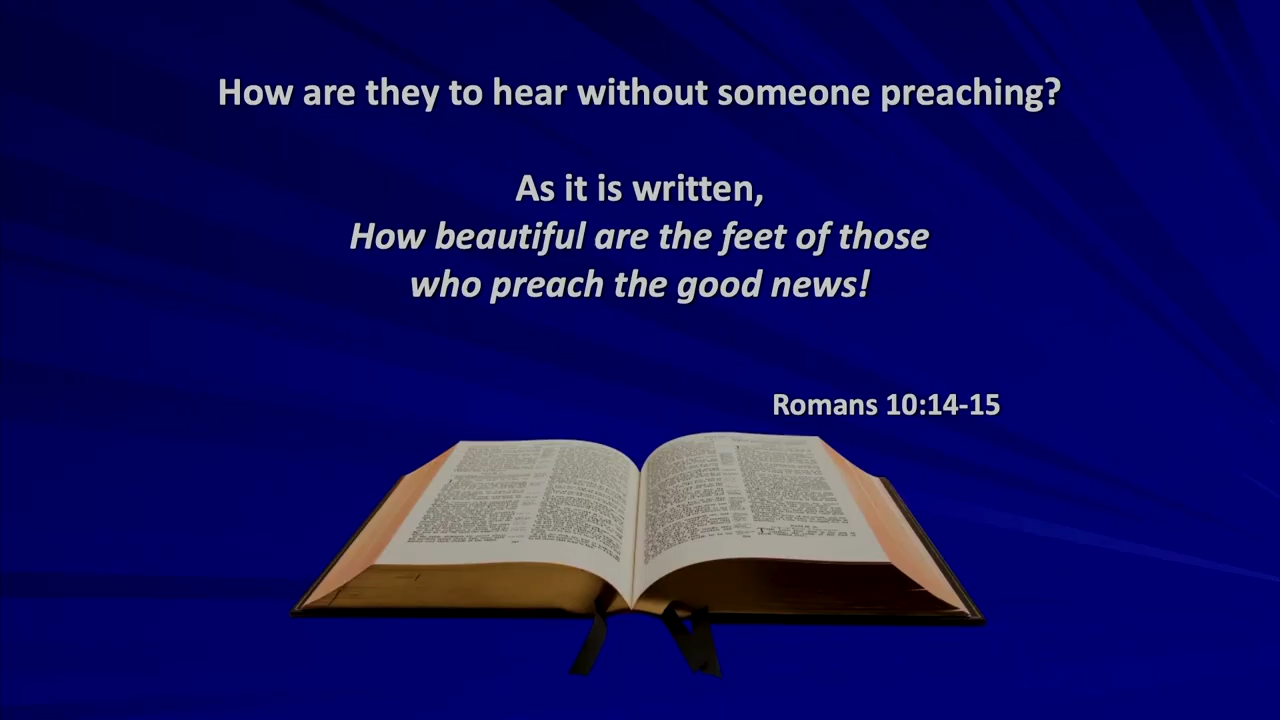 How are they to hear without someone preaching?
As it is written,
How beautiful are the feet of those
who preach the good news!
Romans 10:14-15